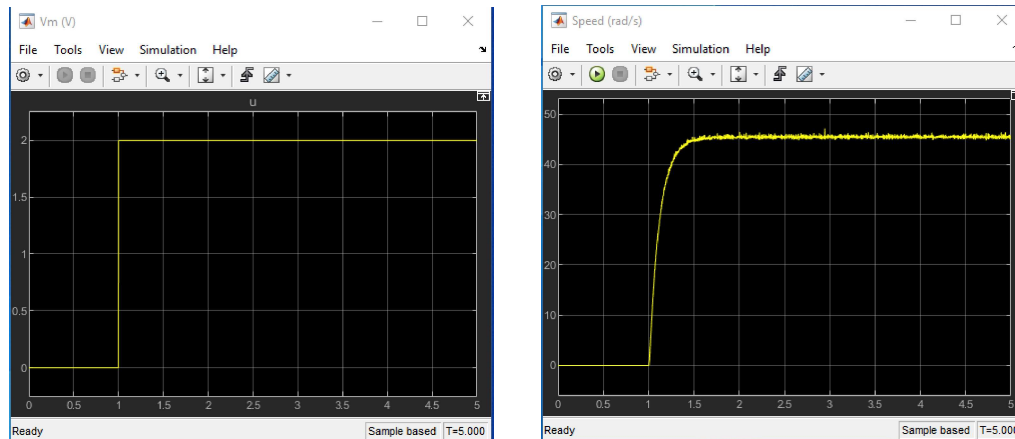 Vm (V)
File Tools View Simulation Help
u
2
1.5
1
0.5
0
0 0.5 1 1.5 2 2.5 3 3.5 4 4.5 5
Ready Sample based T=5.000
Speed (rad/s)
File Tools View Simulation Help
50
40
30
20
10
0
0 0.5 1 1.5 2 2.5 3 3.5 4 4.5 5
Ready Sample based T=5.000